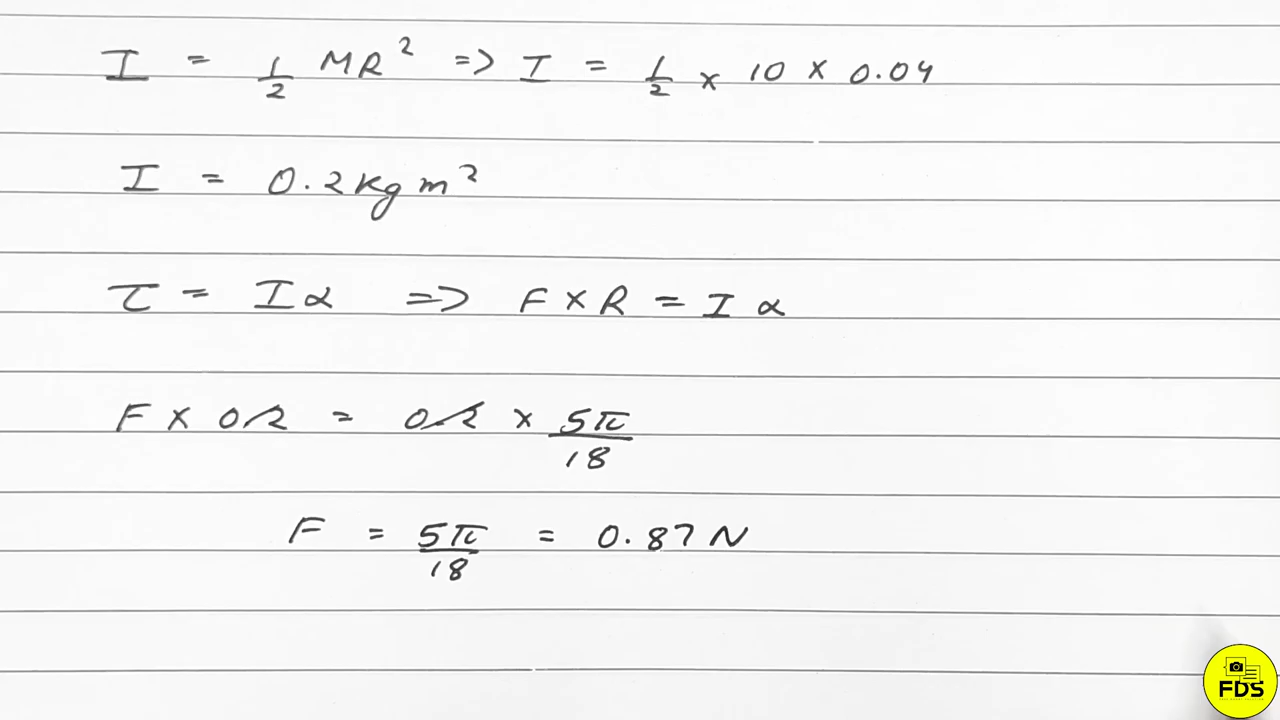 I = 1/2 MR² => I = 1/2 × 10 × 0.04
I = 0.2 kg m²
τ = Iα => F × R = I α
F × 0.2 = 0.2 × 5π/18
F = 5π/18 = 0.87 N
FDS